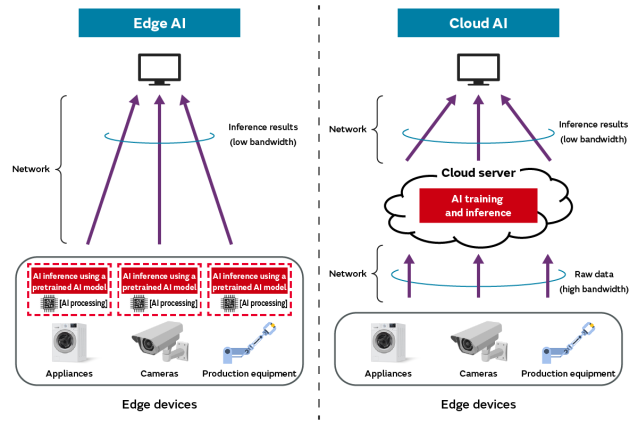 Edge AI
Network
Inference results
(low bandwidth)
AI inference using a
pretrained AI model
[AI processing]
AI inference using a
pretrained AI model
[AI processing]
AI inference using a
pretrained AI model
[AI processing]
Appliances
Cameras
Production equipment
Edge devices
Cloud AI
Network
Inference results
(low bandwidth)
Cloud server
AI training
and inference
Network
Raw data
(high bandwidth)
Appliances
Cameras
Production equipment
Edge devices